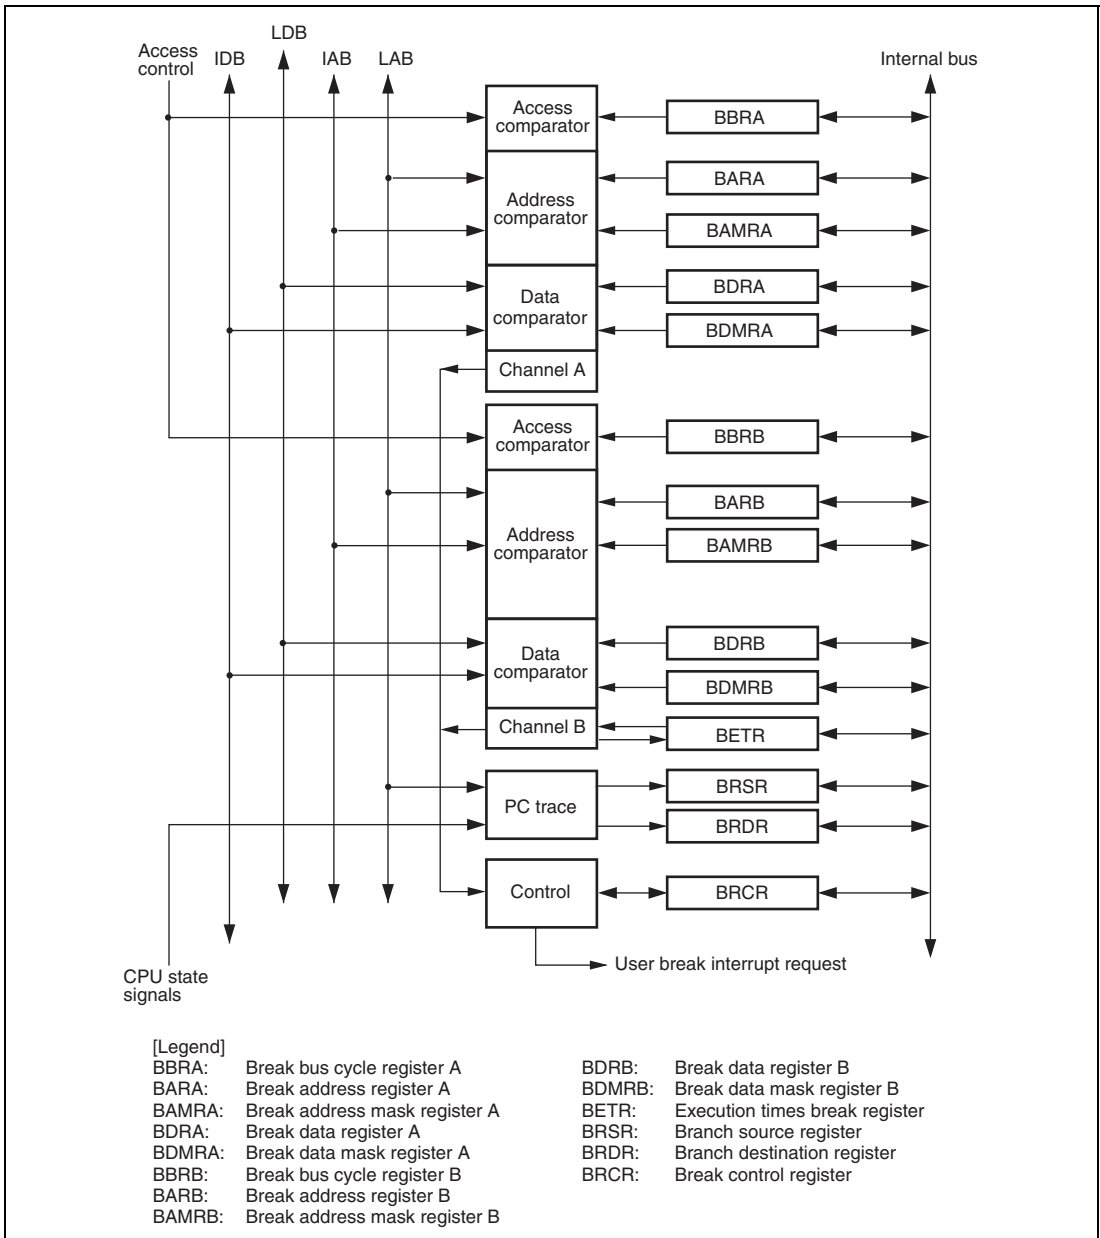 LDB
Access
control
IDB
IAB
LAB
Internal bus
Access
comparator
BBRA
Address
comparator
BARA
BAMRA
Data
comparator
BDRA
BDMRA
Channel A
Access
comparator
BBRB
Address
comparator
BARB
BAMRB
Data
comparator
BDRB
BDMRB
Channel B
BETR
PC trace
BRSR
BRDR
Control
BRCR
User break interrupt request
CPU state
signals
[Legend]
BBRA: Break bus cycle register A
BARA: Break address register A
BAMRA: Break address mask register A
BDRA: Break data register A
BDMRA: Break data mask register A
BBRB: Break bus cycle register B
BARB: Break address register B
BAMRB: Break address mask register B
BDRB: Break data register B
BDMRB: Break data mask register B
BETR: Execution times break register
BRSR: Branch source register
BRDR: Branch destination register
BRCR: Break control register